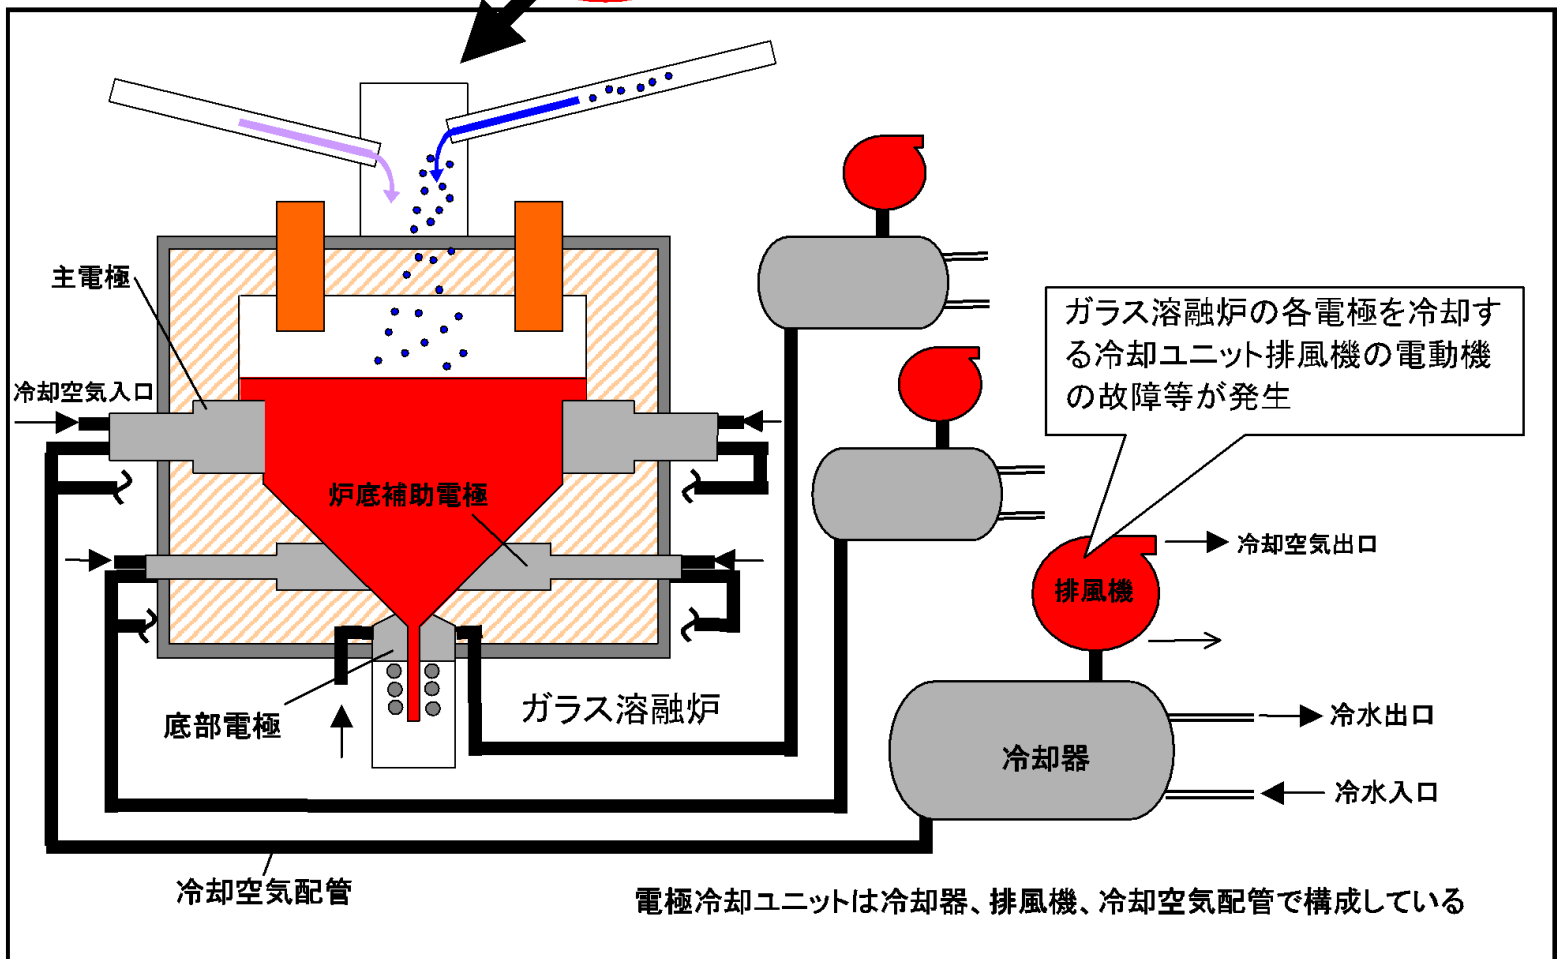 主電極
冷却空気入口
ガラス溶融炉の各電極を冷却す
る冷却ユニット排風機の電動機
の故障等が発生
炉底補助電極
冷却空気出口
排風機
底部電極
ガラス溶融炉
冷水出口
冷却器
冷水入口
冷却空気配管
電極冷却ユニットは冷却器、排風機、冷却空気配管で構成している